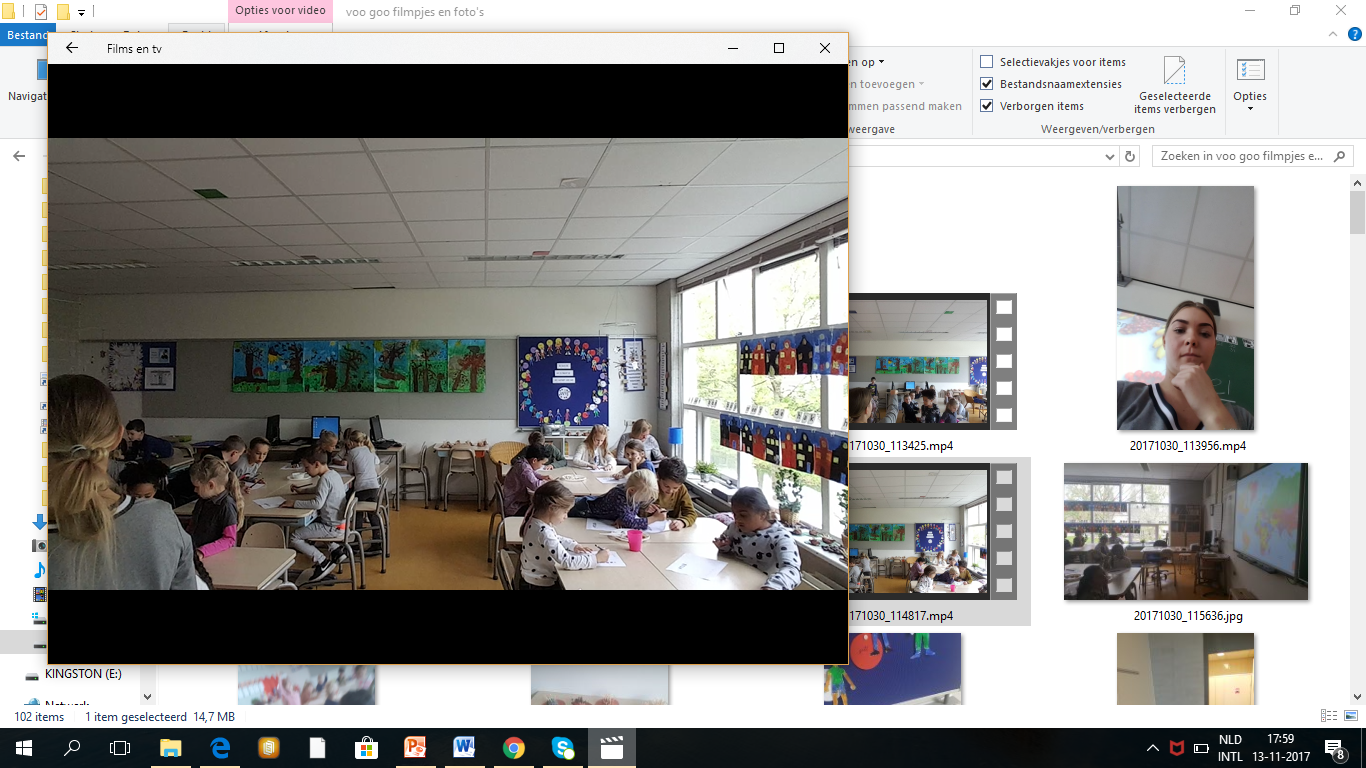 Opties voor video
voo goo filmpjes en foto's
Bestand
Films en tv
Navigat
en op
n toevoegen
mmen passend maken
weergave
Selectievakjes voor items
Bestandsnaamextensies
Verborgen items
Geselecteerde
items verbergen
Opties
Weergeven/verbergen
Zoeken in voo goo filmpjes e...
171030_113425.mp4
20171030_113956.mp4
171030_114817.mp4
20171030_115636.jpg
KINGSTON (E:)
Netwerk
102 items
1 item geselecteerd 14,7 MB
NLD
INTL
17:59
13-11-2017
8